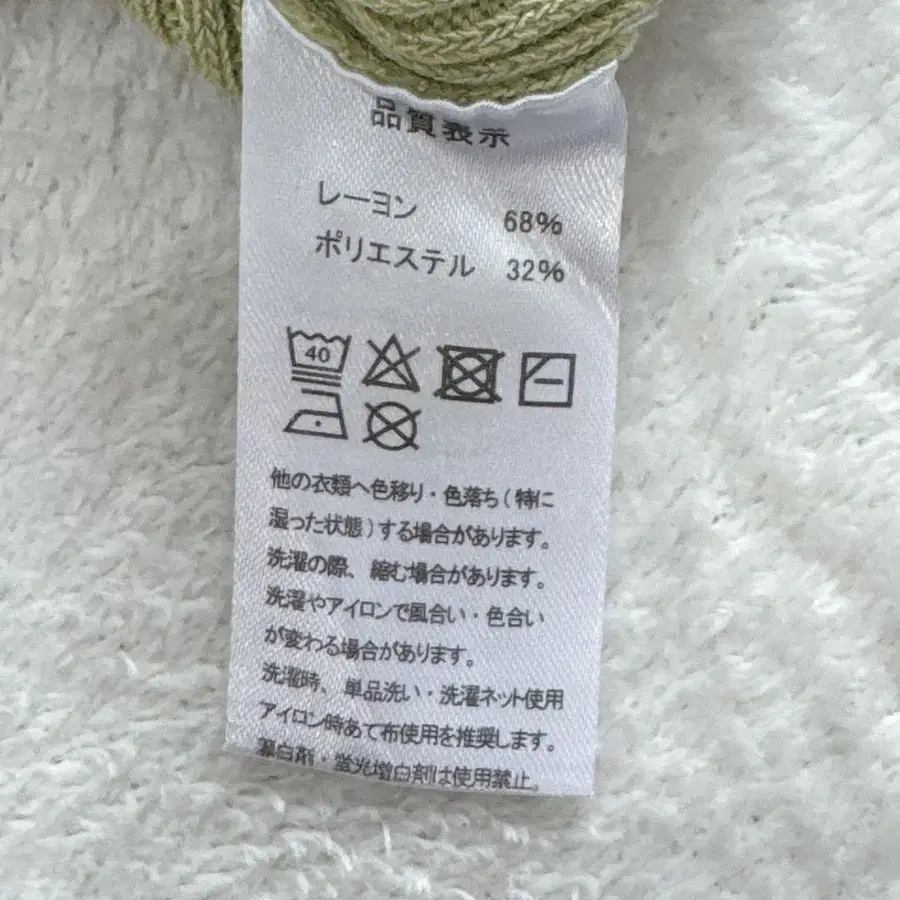 品質表示
レーヨン 68%
ポリエステル 32%
40
他の衣類へ色移り・色落ち(特に
湿った状態)する場合があります。
洗濯の際、縮む場合があります。
洗濯やアイロンで風合い・色合い
が変わる場合があります。
洗濯時、単品洗い・洗濯ネット使用
アイロン時あて布使用を推奨します。
漂白剤・蛍光増白剤は使用禁止。